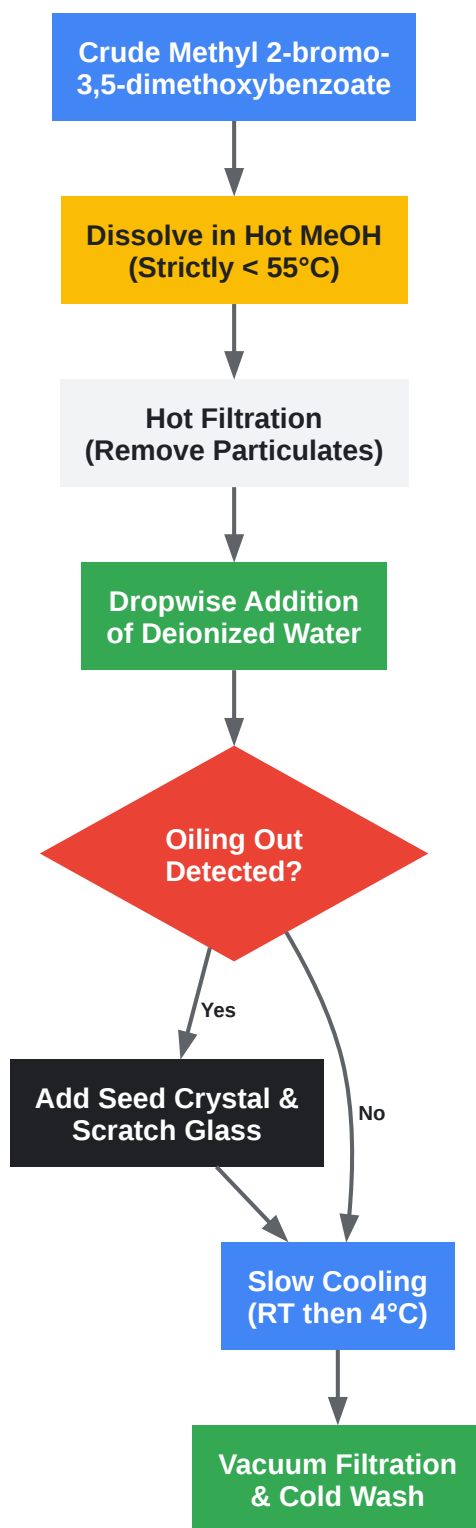 Crude Methyl 2-bromo-
3,5-dimethoxybenzoate
Dissolve in Hot MeOH
(Strictly < 55°C)
Hot Filtration
(Remove Particulates)
Dropwise Addition
of Deionized Water
Oiling Out
Detected?
Yes
Add Seed Crystal &
Scratch Glass
No
Slow Cooling
(RT then 4°C)
Vacuum Filtration
& Cold Wash